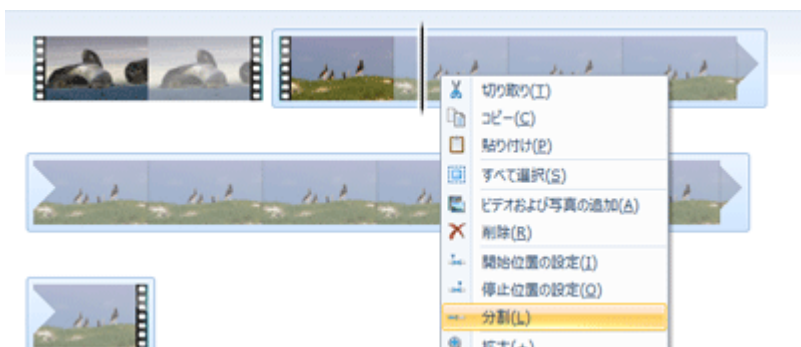 切り取り(T)
コピー(C)
貼り付け(P)
すべて選択(S)
ビデオおよび写真の追加(A)
削除(R)
開始位置の設定(I)
停止位置の設定(O)
分割(L)